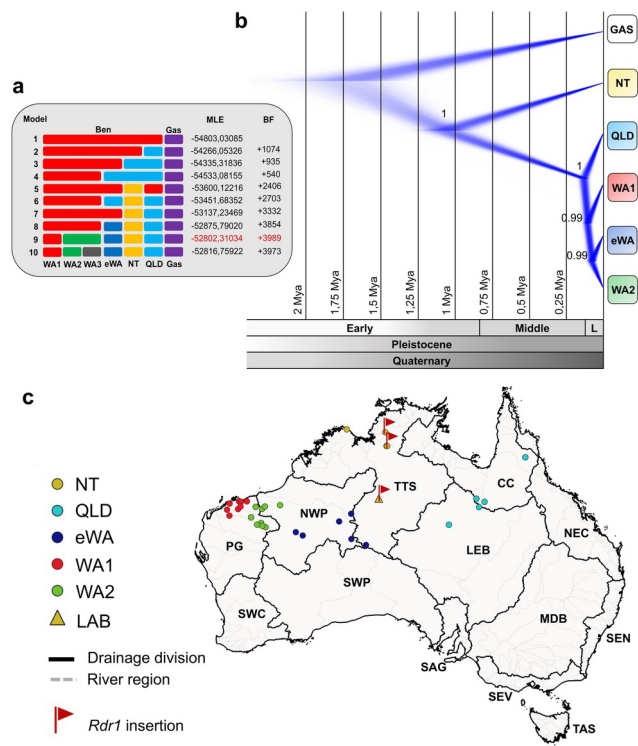 a
Model
Ben
Gas
MLE
BF
1 -54803,03085
2 -54266,05326 +1074
3 -54335,31836 +935
4 -54533,08155 +540
5 -53600,12216 +2406
6 -53451,68352 +2703
7 -53137,23469 +3332
8 -52875,79020 +3854
9 -52802,31034 +3989
10 -52816,75922 +3973
WA1 WA2 WA3 eWA NT QLD Gas
b
GAS
NT
QLD
WA1
eWA
WA2
1
1
0.99
0.99
2 Mya
1,75 Mya
1,5 Mya
1,25 Mya
1 Mya
0,75 Mya
0,5 Mya
0,25 Mya
Early Middle L
Pleistocene
Quaternary
c
NT
QLD
eWA
WA1
WA2
LAB
Drainage division
River region
Rdr1 insertion
TTS
CC
NWP
NEC
PG
LEB
SWP
SWC
MDB
SEN
SAG
SEV
TAS